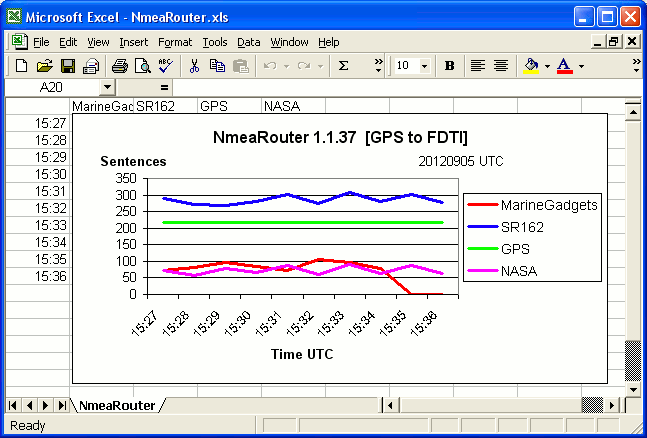 Microsoft Excel - NmeaRouter.xls
File Edit View Insert Format Tools Data Window Help
ABC 10 B A
A20
MarineGad SR162 GPS NASA
15:27
15:28
15:29
15:30
15:31
15:32
15:33
15:34
15:35
15:36
NmeaRouter 1.1.37 [GPS to FDTI]
Sentences
20120905 UTC
350
300
250
200
150
100
50
0
15:27 15:28 15:29 15:30 15:31 15:32 15:33 15:34 15:35 15:36
Time UTC
MarineGadgets
SR162
GPS
NASA
NmeaRouter
Ready